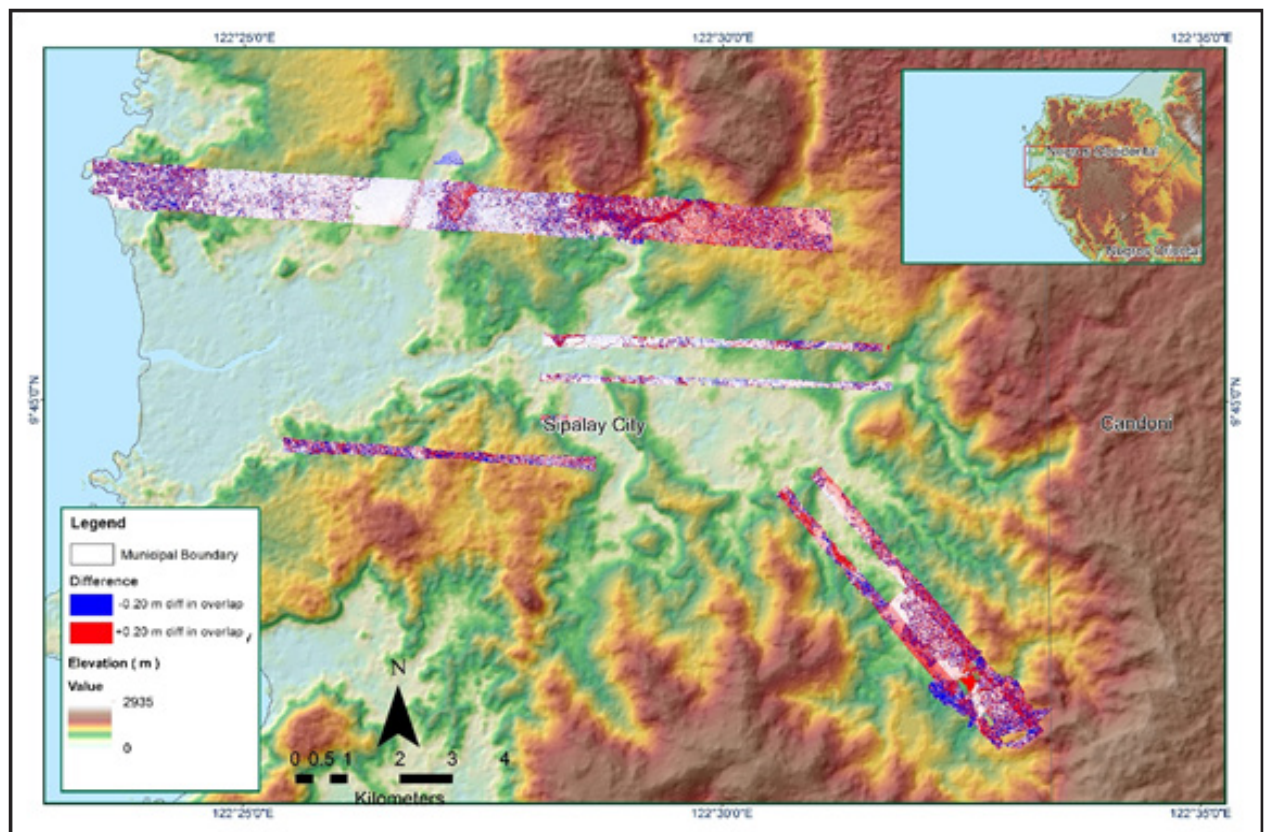 122°25'0"E 122°30'0"E 122°35'0"E
Negros Occidental
Negros Oriental
9°45'0"N 9°45'0"N
Sipalay City
Candoni
Legend
Municipal Boundary
Difference
-0.20 m diff in overlap
+0.20 m diff in overlap
Elevation ( m )
Value
2935
0
N
0 0.5 1 2 3 4
Kilometers
122°25'0"E 122°30'0"E 122°35'0"E